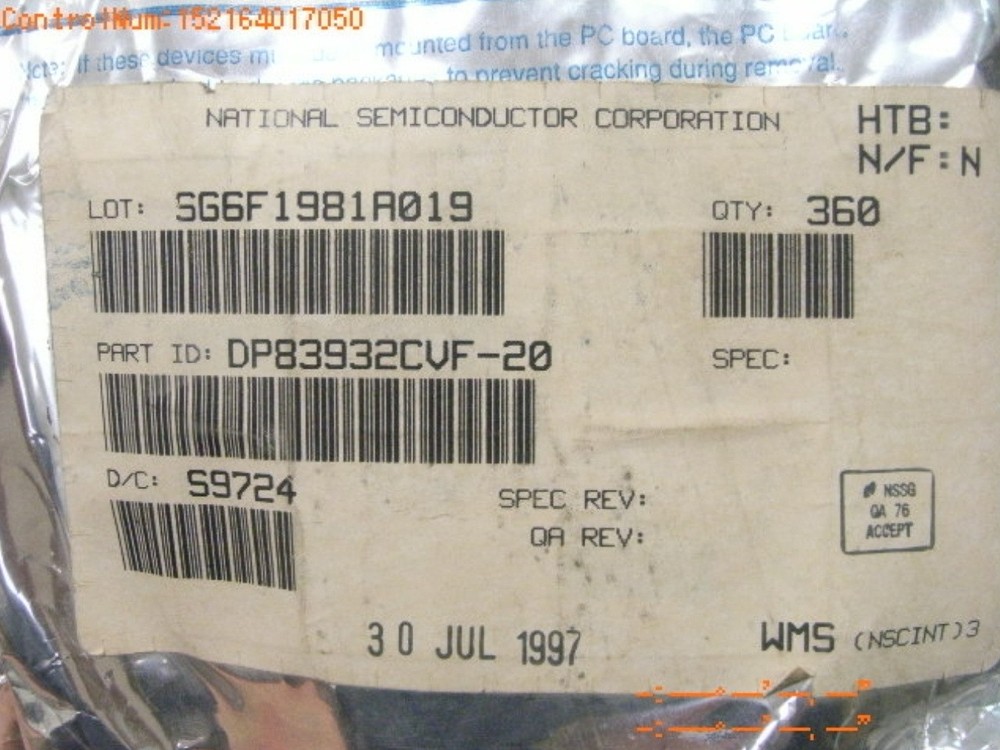 ControlNum:152164017050
mounted from the PC board, the PC
Note: If these devices
to prevent cracking during removal.
NATIONAL SEMICONDUCTOR CORPORATION
HTB:
N/F: N
LOT: SG6F1981A019
QTY: 360
PART ID: DP83932CVF-20
SPEC:
D/C: S9724
SPEC REV:
QA REV:
NSSG
QA 76
ACCEPT
30 JUL 1997
WMS (NSCINT)3